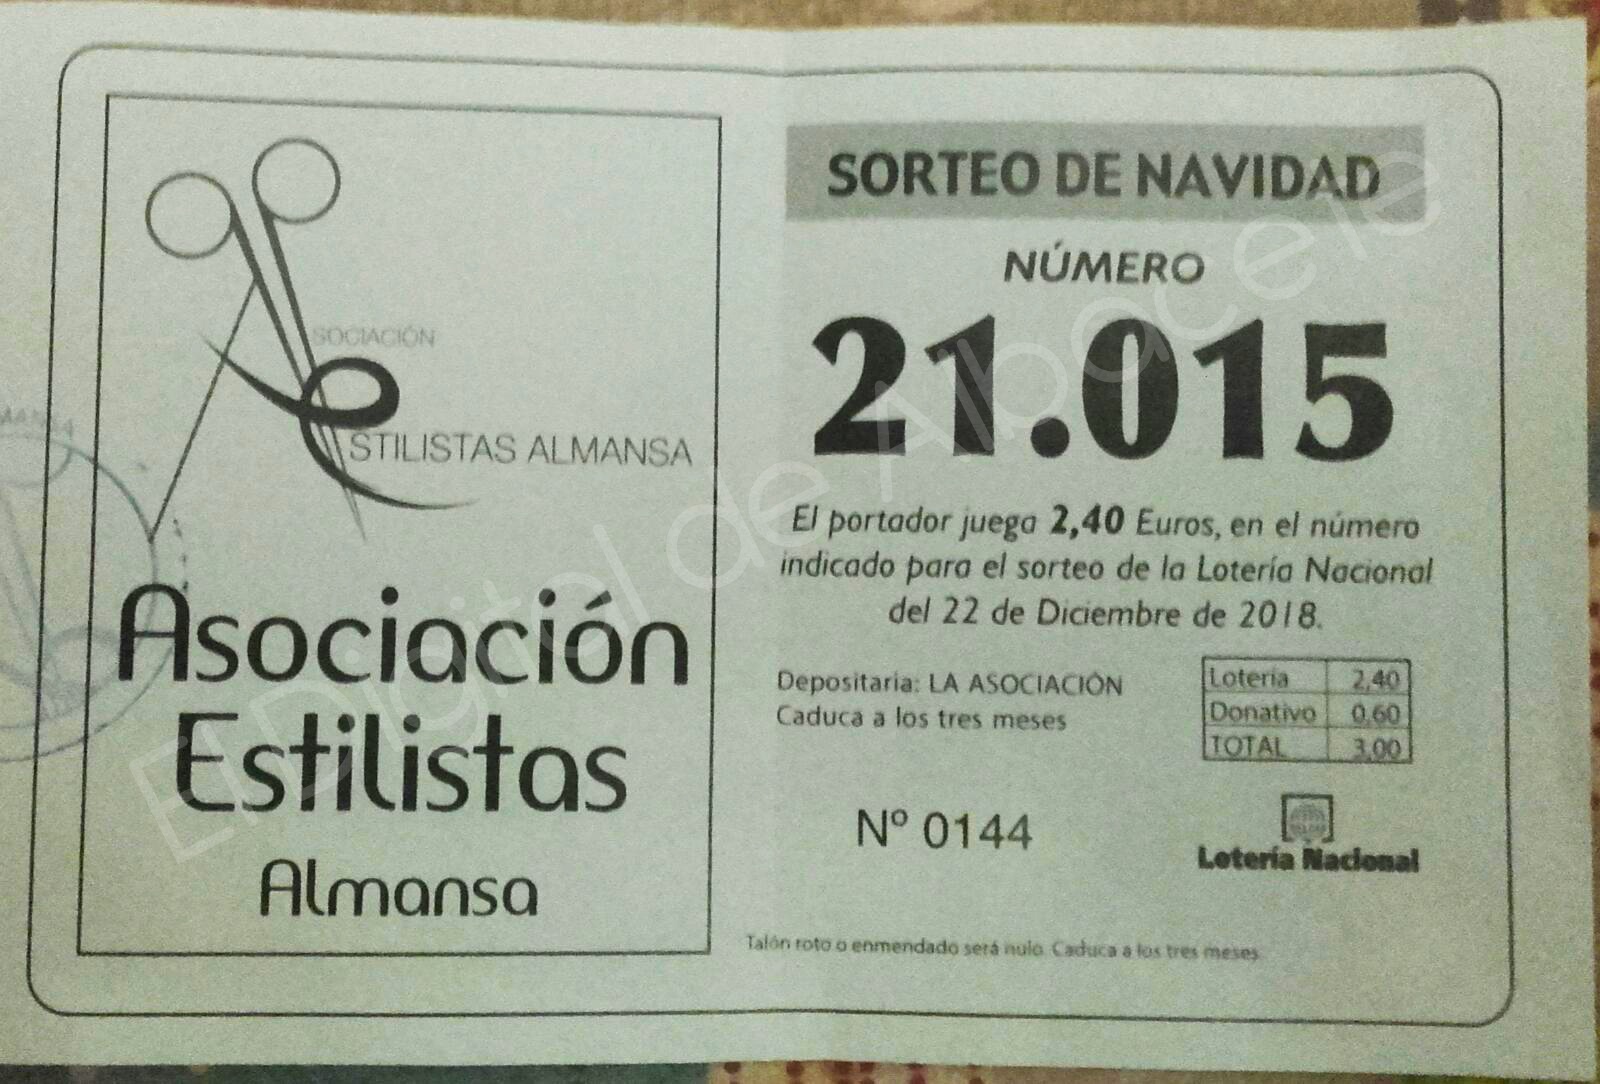 SOCIACIÓN
ESTILISTAS ALMANSA
Asociación
Estilistas
Almansa
SORTEO DE NAVIDAD
NÚMERO
21.015
El portador juega 2,40 Euros, en el número
indicado para el sorteo de la Lotería Nacional
del 22 de Diciembre de 2018.
Depositaria: LA ASOCIACIÓN
Caduca a los tres meses
Lotería 2,40
Donativo 0,60
TOTAL 3,00
Nº 0144
Lotería Nacional
Talón roto o enmendado será nulo. Caduca a los tres meses
El Digital de Albacete